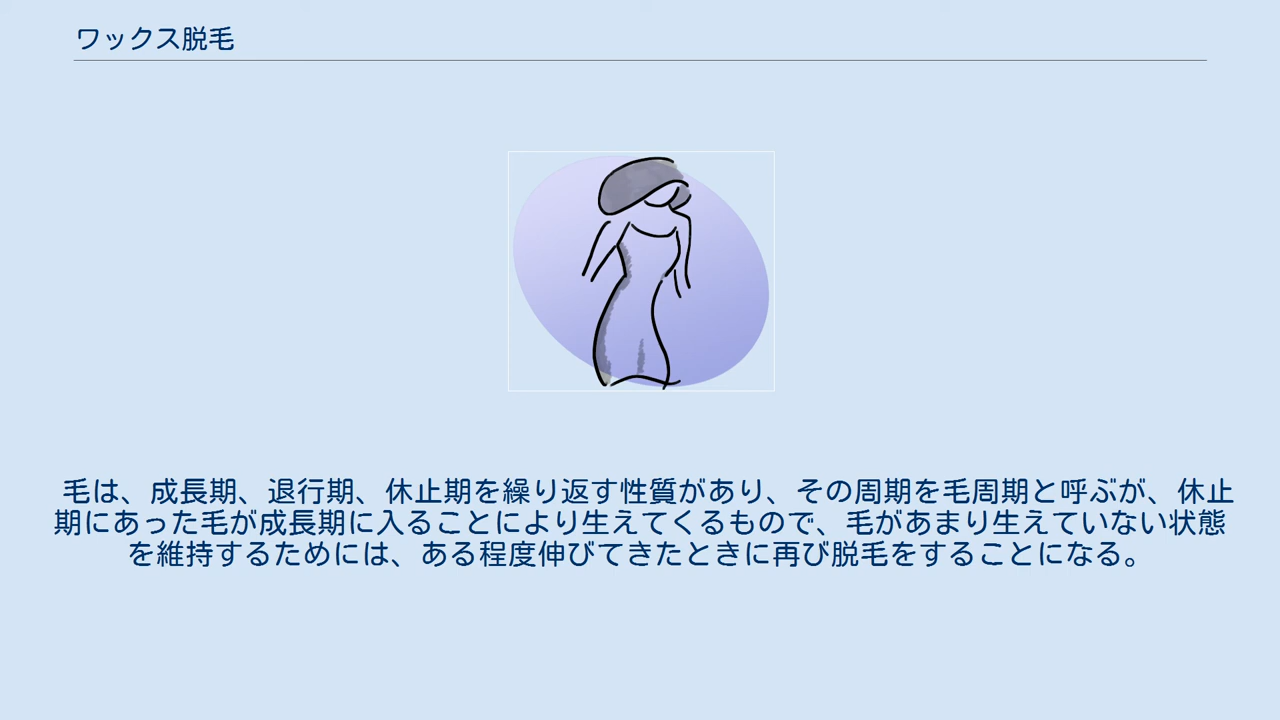 ワックス脱毛
毛は、成長期、退行期、休止期を繰り返す性質があり、その周期を毛周期と呼ぶが、休止
期にあった毛が成長期に入ることにより生えてくるもので、毛があまり生えていない状態
を維持するためには、ある程度伸びてきたときに再び脱毛をすることになる。